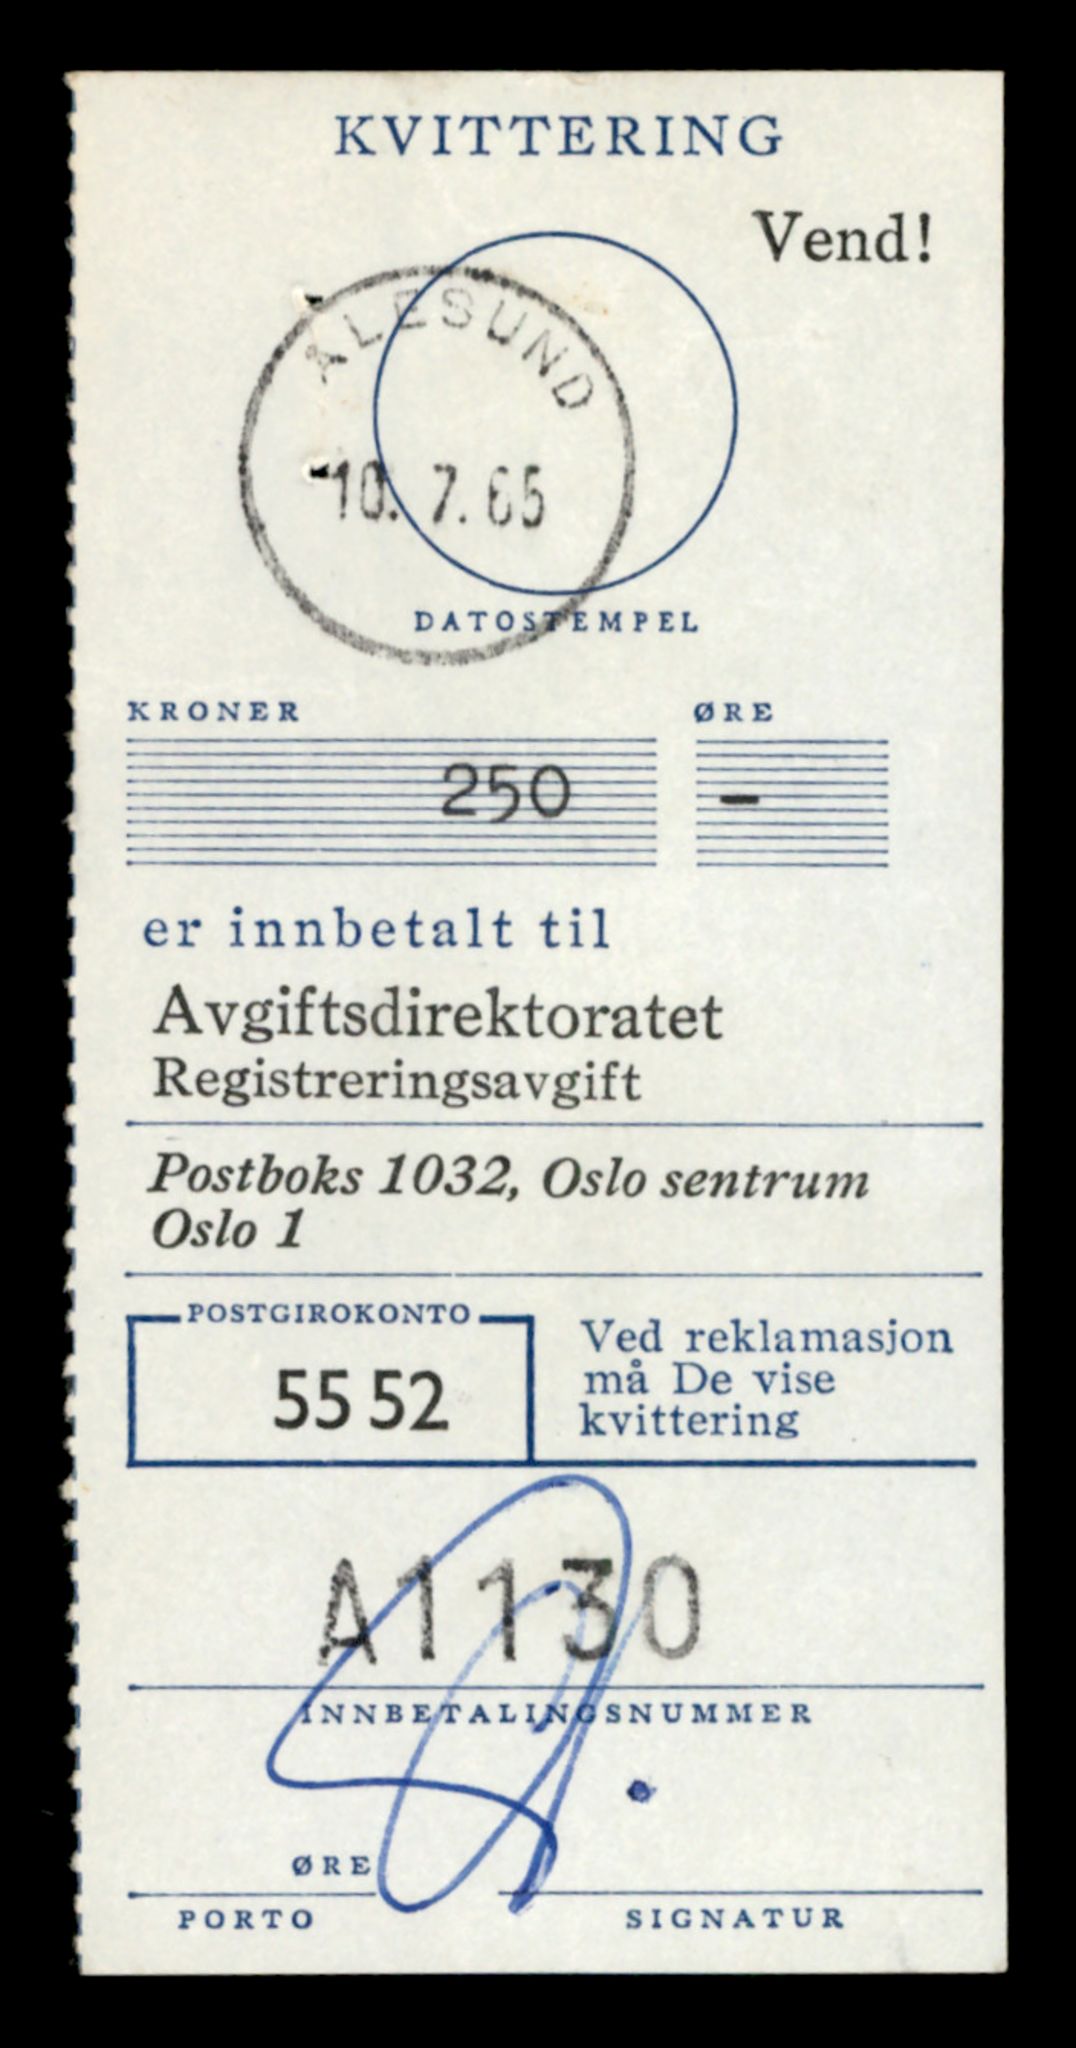 KVITTERING
Vend!
ÅLESUND
10. 7. 65
DATOSTEMPEL
KRONER ØRE
250 -
er innbetalt til
Avgiftsdirektoratet
Registreringsavgift
Postboks 1032, Oslo sentrum
Oslo 1
POSTGIROKONTO
55 52
Ved reklamasjon
må De vise
kvittering
A1130
INNBETALINGSNUMMER
ØRE
PORTO SIGNATUR